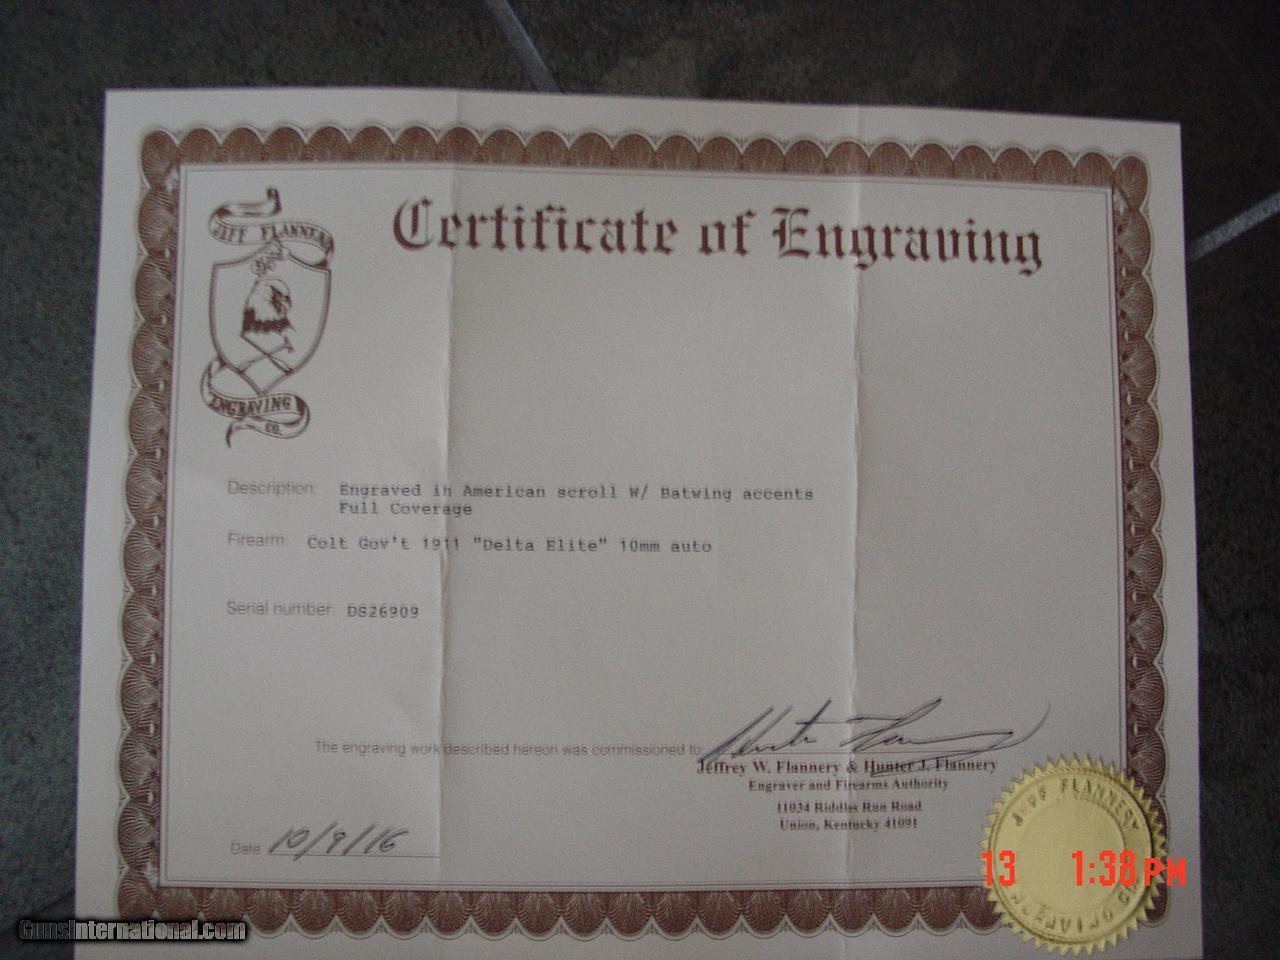 Certificate of Engraving
JEFF FLANNERY
ENGRAVING
CO.
Description: Engraved in American scroll W/ Batwing accents
Full Coverage
Firearm: Colt Gov't 1911 "Delta Elite" 10mm auto
Serial number: DS26909
The engraving work described hereon was commissioned to:
Jeffrey W. Flannery & Hunter J. Flannery
Engraver and Firearms Authority
11034 Riddles Run Road
Union, Kentucky 41091
Date 10/9/16
JEFF FLANNERY
13 1:38 PM
GunsInternational.com